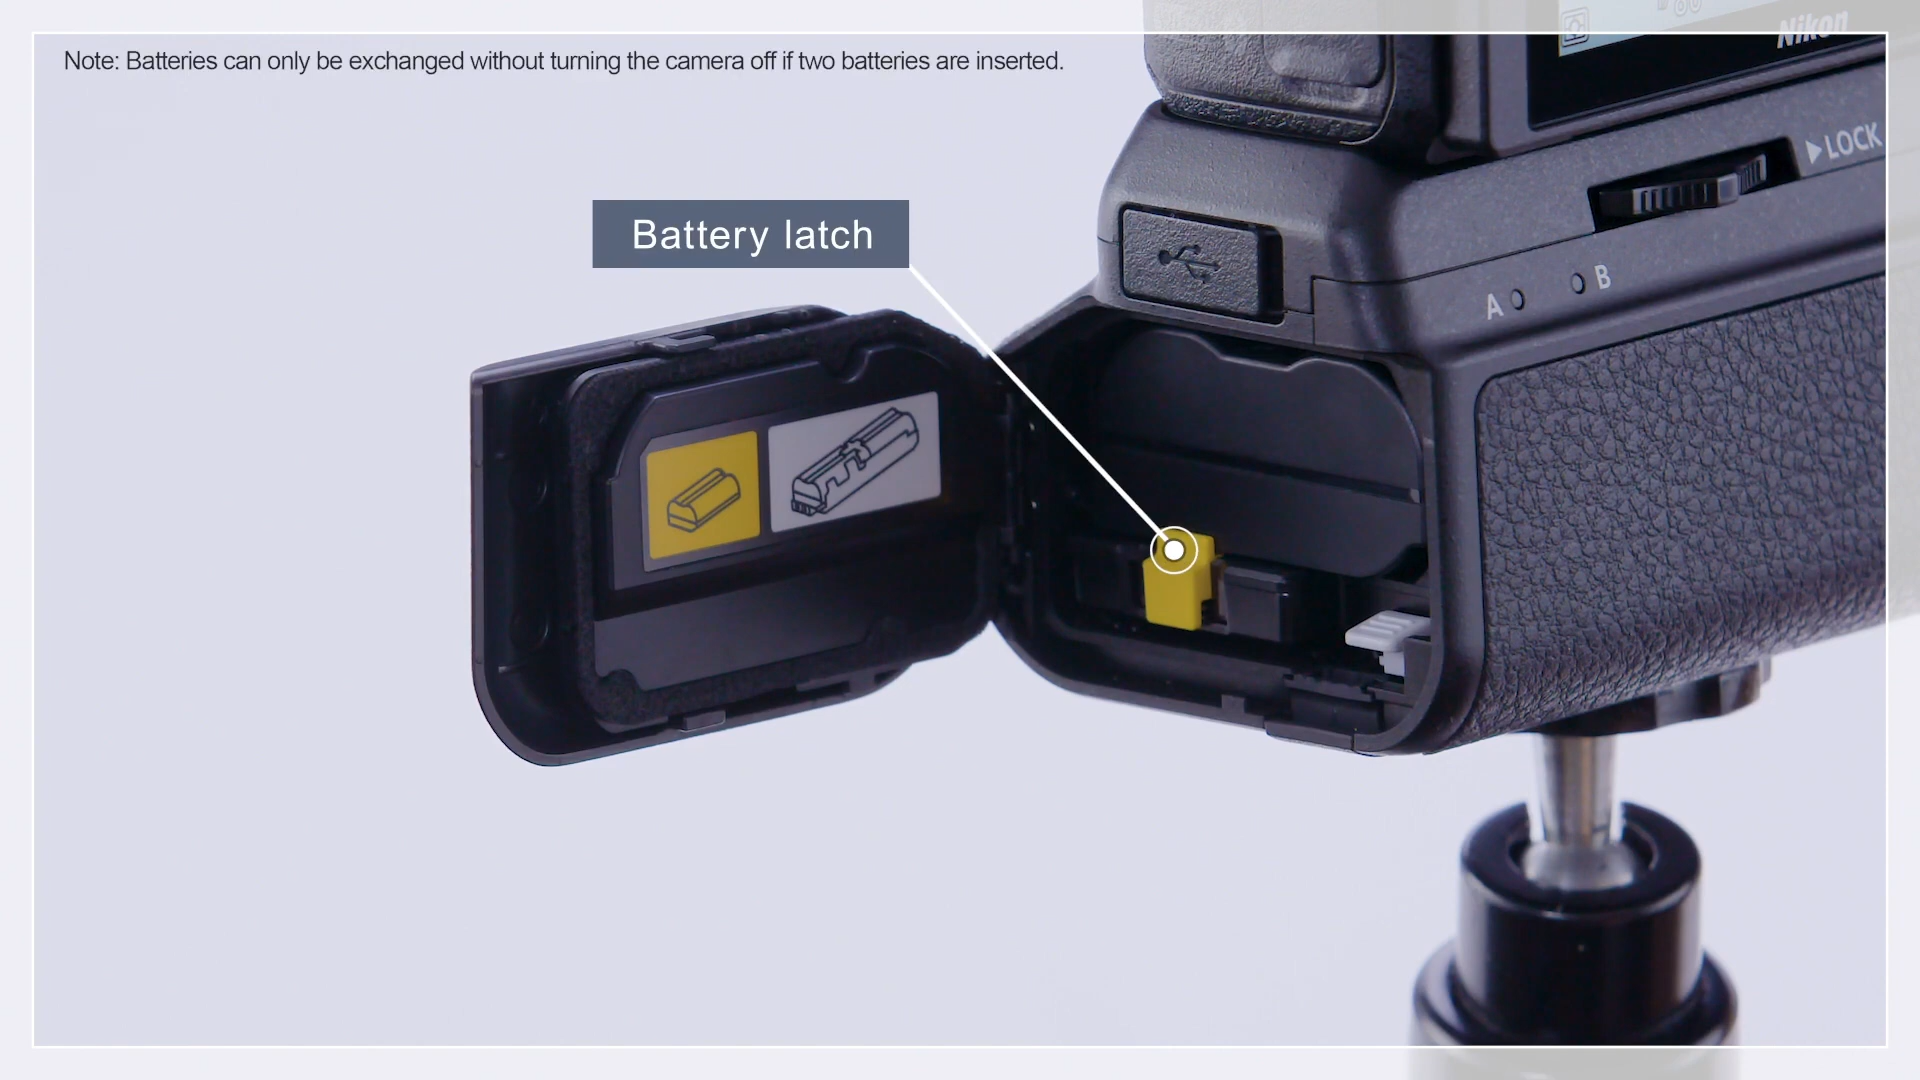 Note: Batteries can only be exchanged without turning the camera off if two batteries are inserted.
Nikon
▶LOCK
Battery latch
A
B